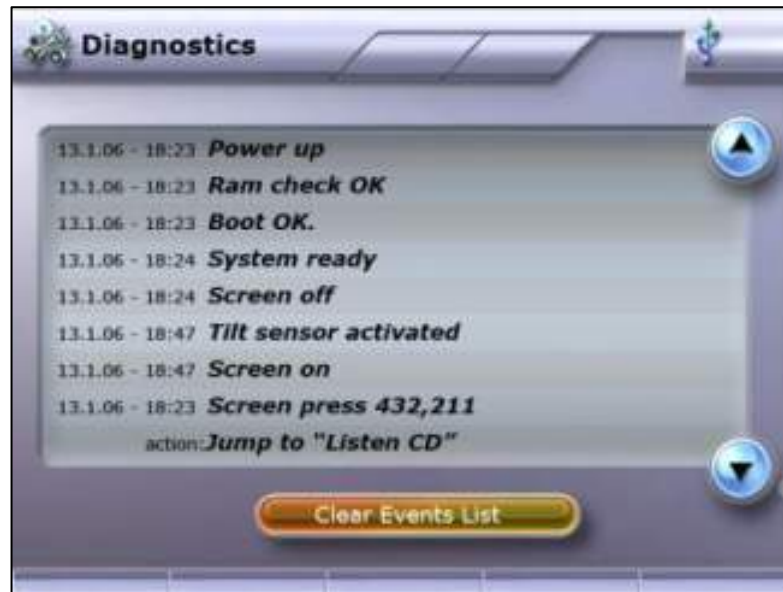 Diagnostics
13.1.06 - 18:23 Power up
13.1.06 - 18:23 Ram check OK
13.1.06 - 18:23 Boot OK.
13.1.06 - 18:24 System ready
13.1.06 - 18:24 Screen off
13.1.06 - 18:47 Tilt sensor activated
13.1.06 - 18:47 Screen on
13.1.06 - 18:23 Screen press 432,211
action:Jump to "Listen CD"
Clear Events List